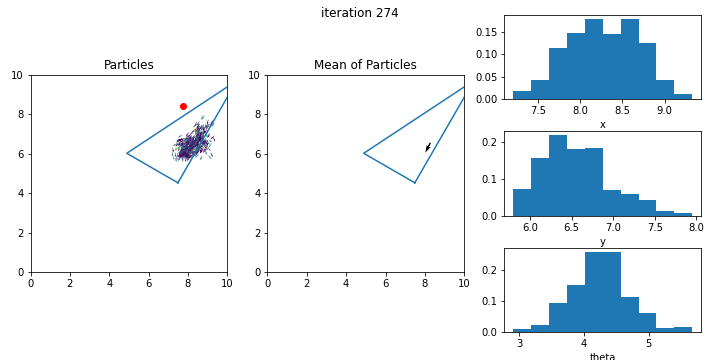 iteration 274
Particles
10
8
6
4
2
0
0 2 4 6 8 10
Mean of Particles
10
8
6
4
2
0
0 2 4 6 8 10
0.15
0.10
0.05
0.00
7.5 8.0 8.5 9.0
x
0.2
0.1
0.0
6.0 6.5 7.0 7.5 8.0
y
0.2
0.1
0.0
3 4 5
theta